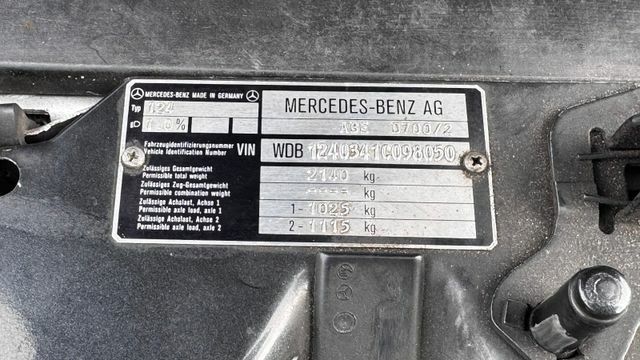 MERCEDES-BENZ MADE IN GERMANY
Typ 124
MERCEDES-BENZ AG
Fahrzeugidentifizierungsnummer
Vehicle Identification Number VIN WDB 1240341C098050
Zulässiges Gesamtgewicht
Permissible total weight 2140 kg
Zulässiges Zug-Gesamtgewicht
Permissible combination weight ---- kg
Zulässige Achslast, Achse 1
Permissible axle load, axle 1 1-1025 kg
Zulässige Achslast, Achse 2
Permissible axle load, axle 2 2-1115 kg